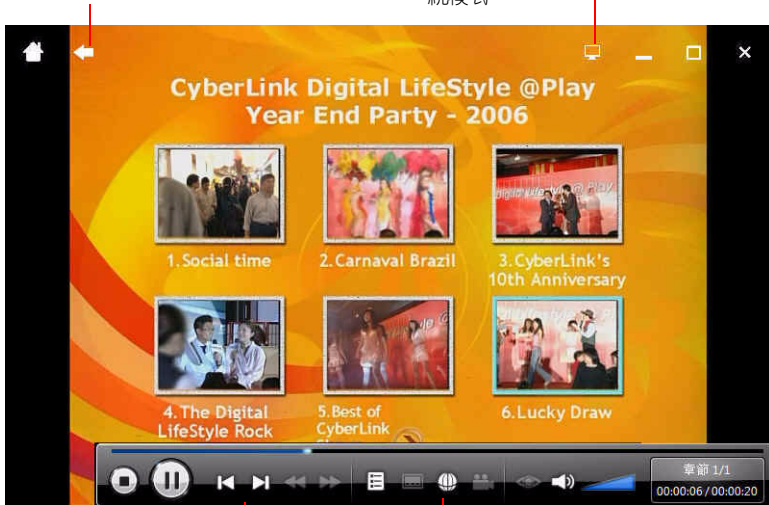 CyberLink Digital LifeStyle @Play
Year End Party - 2006
1.Social time
2.Carnaval Brazil
3.CyberLink's
10th Anniversary
4.The Digital
LifeStyle Rock
5.Best of
CyberLink
6.Lucky Draw
章節 1/1
00:00:06/00:00:20